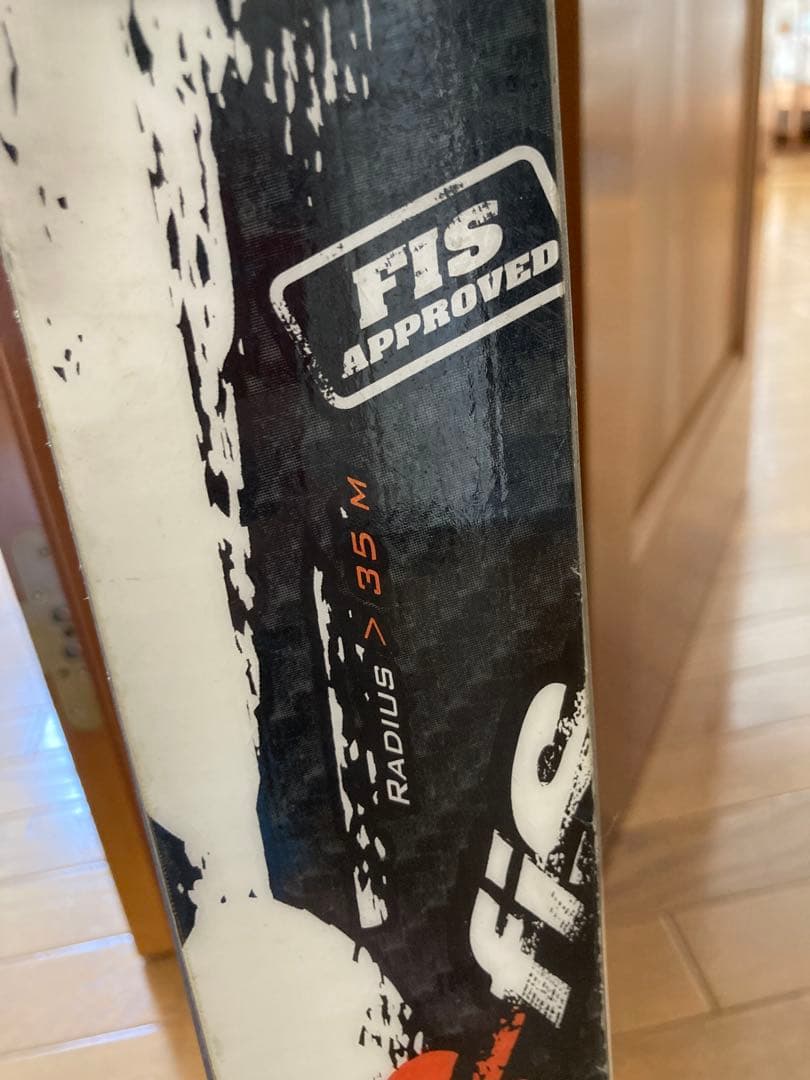 FIS
APPROVED
RADIUS > 35 M
fis